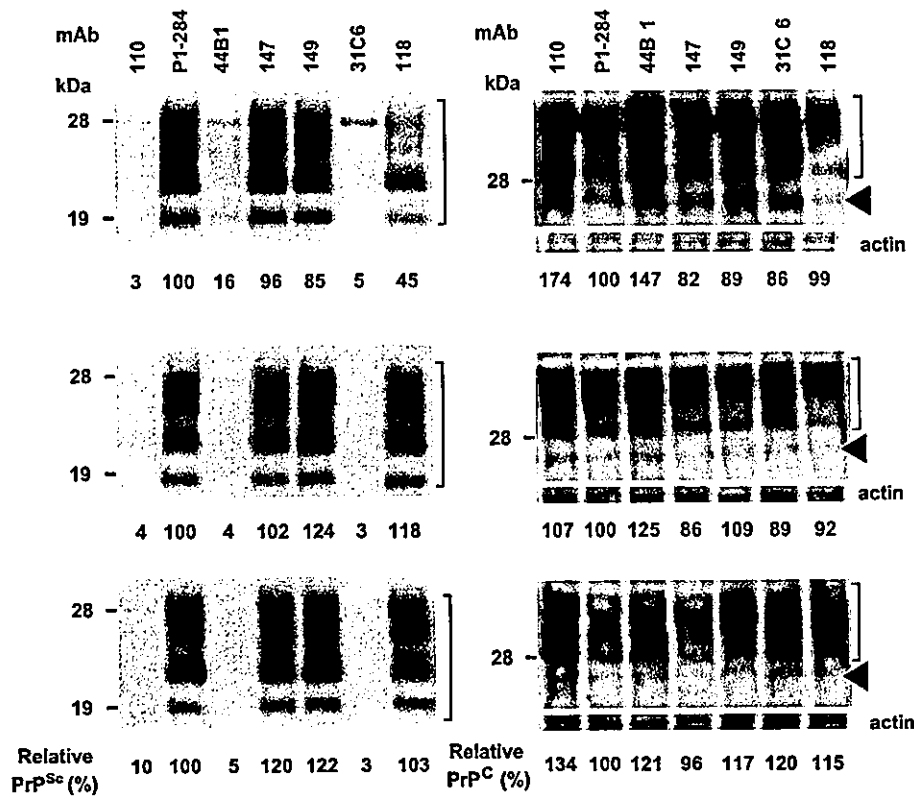 mAb 110 P1-284 44B1 147 149 31C6 118
kDa
28
19
3 100 16 96 85 5 45
28
19
4 100 4 102 124 3 118
28
19
Relative PrPSc (%) 10 100 5 120 122 3 103
mAb 110 P1-284 44B 1 147 149 31C 6 118
kDa
28
actin
174 100 147 82 89 86 99
28
actin
107 100 125 86 109 89 92
28
actin
Relative PrPC (%) 134 100 121 96 117 120 115